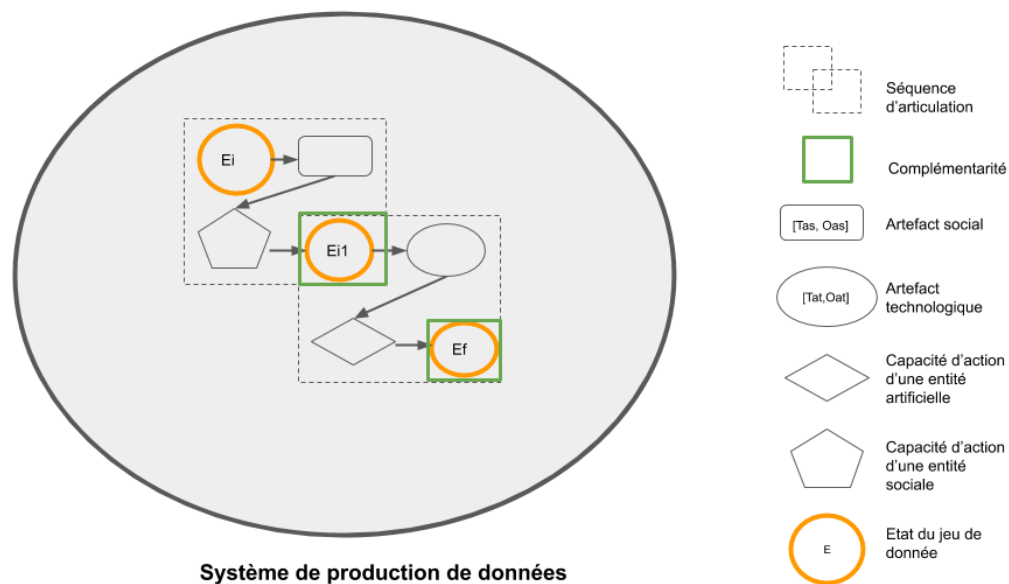 Ei
Ei1
Ef
Système de production de données
Séquence
d'articulation
Complémentarité
[Tas, Oas]
Artefact social
[Tat,Oat]
Artefact
technologique
Capacité d'action
d'une entité
artificielle
Capacité d'action
d'une entité
sociale
E
Etat du jeu de
donnée